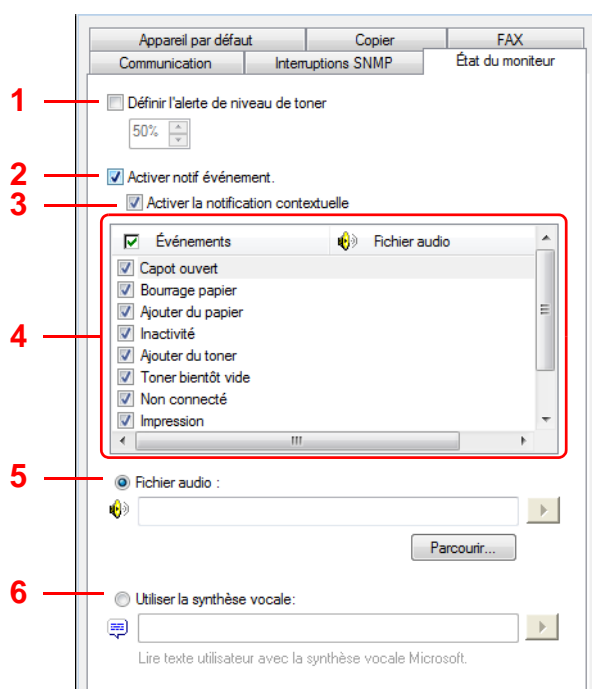 Appareil par défaut Copier FAX
Communication Interruptions SNMP État du moniteur
1 Définir l'alerte de niveau de toner
50%
2 Activer notif événement.
3 Activer la notification contextuelle
Événements Fichier audio
Capot ouvert
Bourrage papier
Ajouter du papier
4 Inactivité
Ajouter du toner
Toner bientôt vide
Non connecté
Impression
5 Fichier audio :
Parcourir...
6 Utiliser la synthèse vocale:
Lire texte utilisateur avec la synthèse vocale Microsoft.